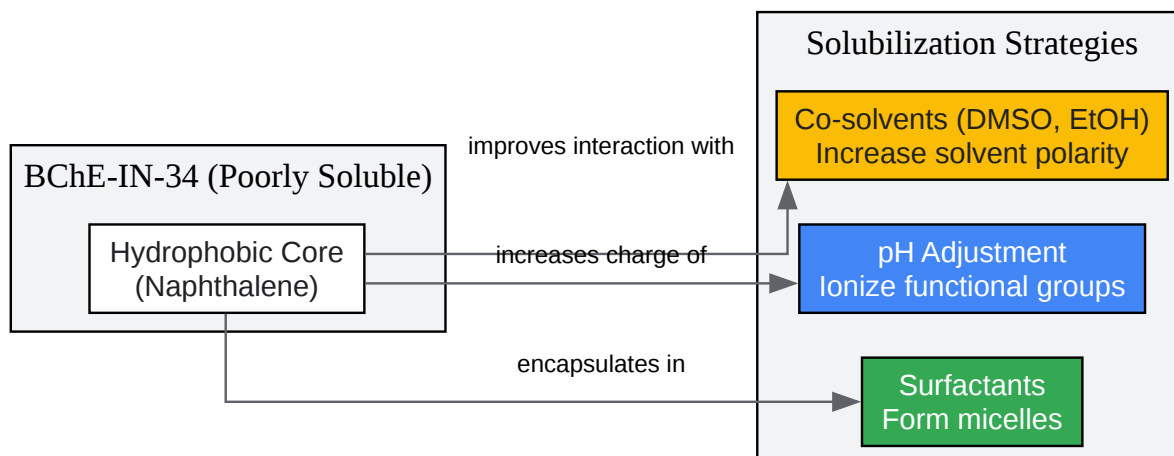 BChE-IN-34 (Poorly Soluble)
Hydrophobic Core
(Naphthalene)
improves interaction with
increases charge of
encapsulates in
Solubilization Strategies
Co-solvents (DMSO, EtOH)
Increase solvent polarity
pH Adjustment
Ionize functional groups
Surfactants
Form micelles